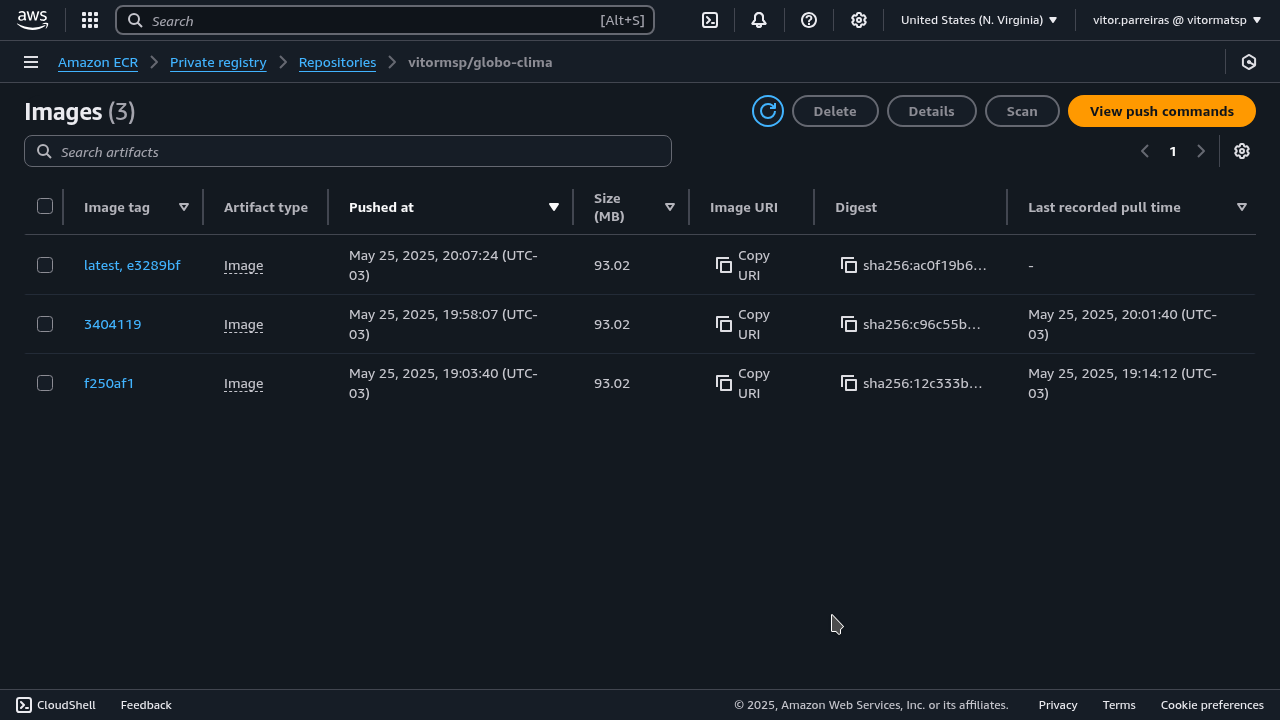 aws
Search [Alt+S]
United States (N. Virginia)
vitor.parreiras @ vitormatsp
Amazon ECR
Private registry
Repositories
vitormsp/globo-clima
Images (3)
Delete
Details
Scan
View push commands
Search artifacts
1
Image tag
Artifact type
Pushed at
Size
(MB)
Image URI
Digest
Last recorded pull time
latest, e3289bf
Image
May 25, 2025, 20:07:24 (UTC-
03)
93.02
Copy
URI
sha256:ac0f19b6...
-
3404119
Image
May 25, 2025, 19:58:07 (UTC-
03)
93.02
Copy
URI
sha256:c96c55b...
May 25, 2025, 20:01:40 (UTC-
03)
f250af1
Image
May 25, 2025, 19:03:40 (UTC-
03)
93.02
Copy
URI
sha256:12c333b...
May 25, 2025, 19:14:12 (UTC-
03)
CloudShell
Feedback
© 2025, Amazon Web Services, Inc. or its affiliates.
Privacy
Terms
Cookie preferences